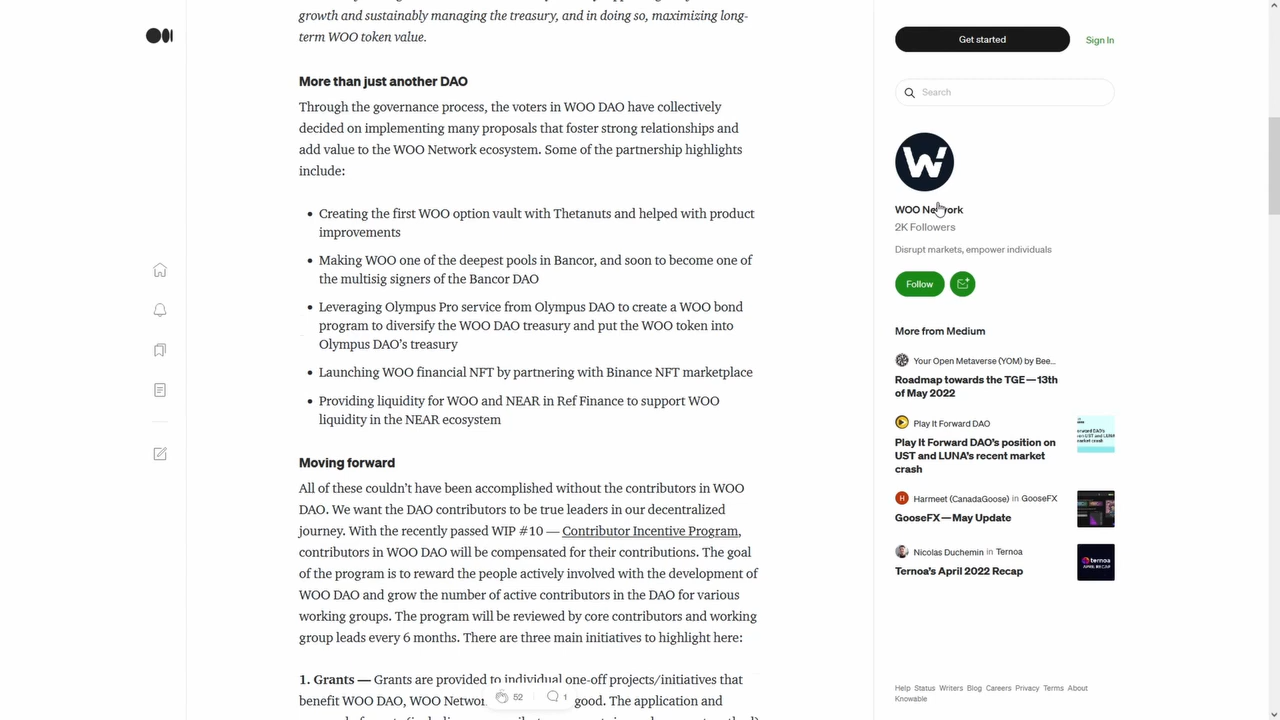 growth and sustainably managing the treasury, and in doing so, maximizing long-
term WOO token value.
More than just another DAO
Through the governance process, the voters in WOO DAO have collectively
decided on implementing many proposals that foster strong relationships and
add value to the WOO Network ecosystem. Some of the partnership highlights
include:
• Creating the first WOO option vault with Thetanuts and helped with product
improvements
• Making WOO one of the deepest pools in Bancor, and soon to become one of
the multisig signers of the Bancor DAO
• Leveraging Olympus Pro service from Olympus DAO to create a WOO bond
program to diversify the WOO DAO treasury and put the WOO token into
Olympus DAO’s treasury
• Launching WOO financial NFT by partnering with Binance NFT marketplace
• Providing liquidity for WOO and NEAR in Ref Finance to support WOO
liquidity in the NEAR ecosystem
Moving forward
All of these couldn’t have been accomplished without the contributors in WOO
DAO. We want the DAO contributors to be true leaders in our decentralized
journey. With the recently passed WIP #10 — Contributor Incentive Program,
contributors in WOO DAO will be compensated for their contributions. The goal
of the program is to reward the people actively involved with the development of
WOO DAO and grow the number of active contributors in the DAO for various
working groups. The program will be reviewed by core contributors and working
group leads every 6 months. There are three main initiatives to highlight here:
1. Grants — Grants are provided to individual one-off projects/initiatives that
benefit WOO DAO, WOO Networ good. The application and
52
1
Get started
Sign In
Search
W
WOO Network
2K Followers
Disrupt markets, empower individuals
Follow
More from Medium
Your Open Metaverse (YOM) by Bee...
Roadmap towards the TGE — 13th
of May 2022
Play It Forward DAO
Play It Forward DAO’s position on
UST and LUNA’s recent market
crash
H Harmeet (CanadaGoose) in GooseFX
GooseFX — May Update
Nicolas Duchemin in Ternoa
Ternoa’s April 2022 Recap
ternoa
APRIL RECAP
Help Status Writers Blog Careers Privacy Terms About
Knowable